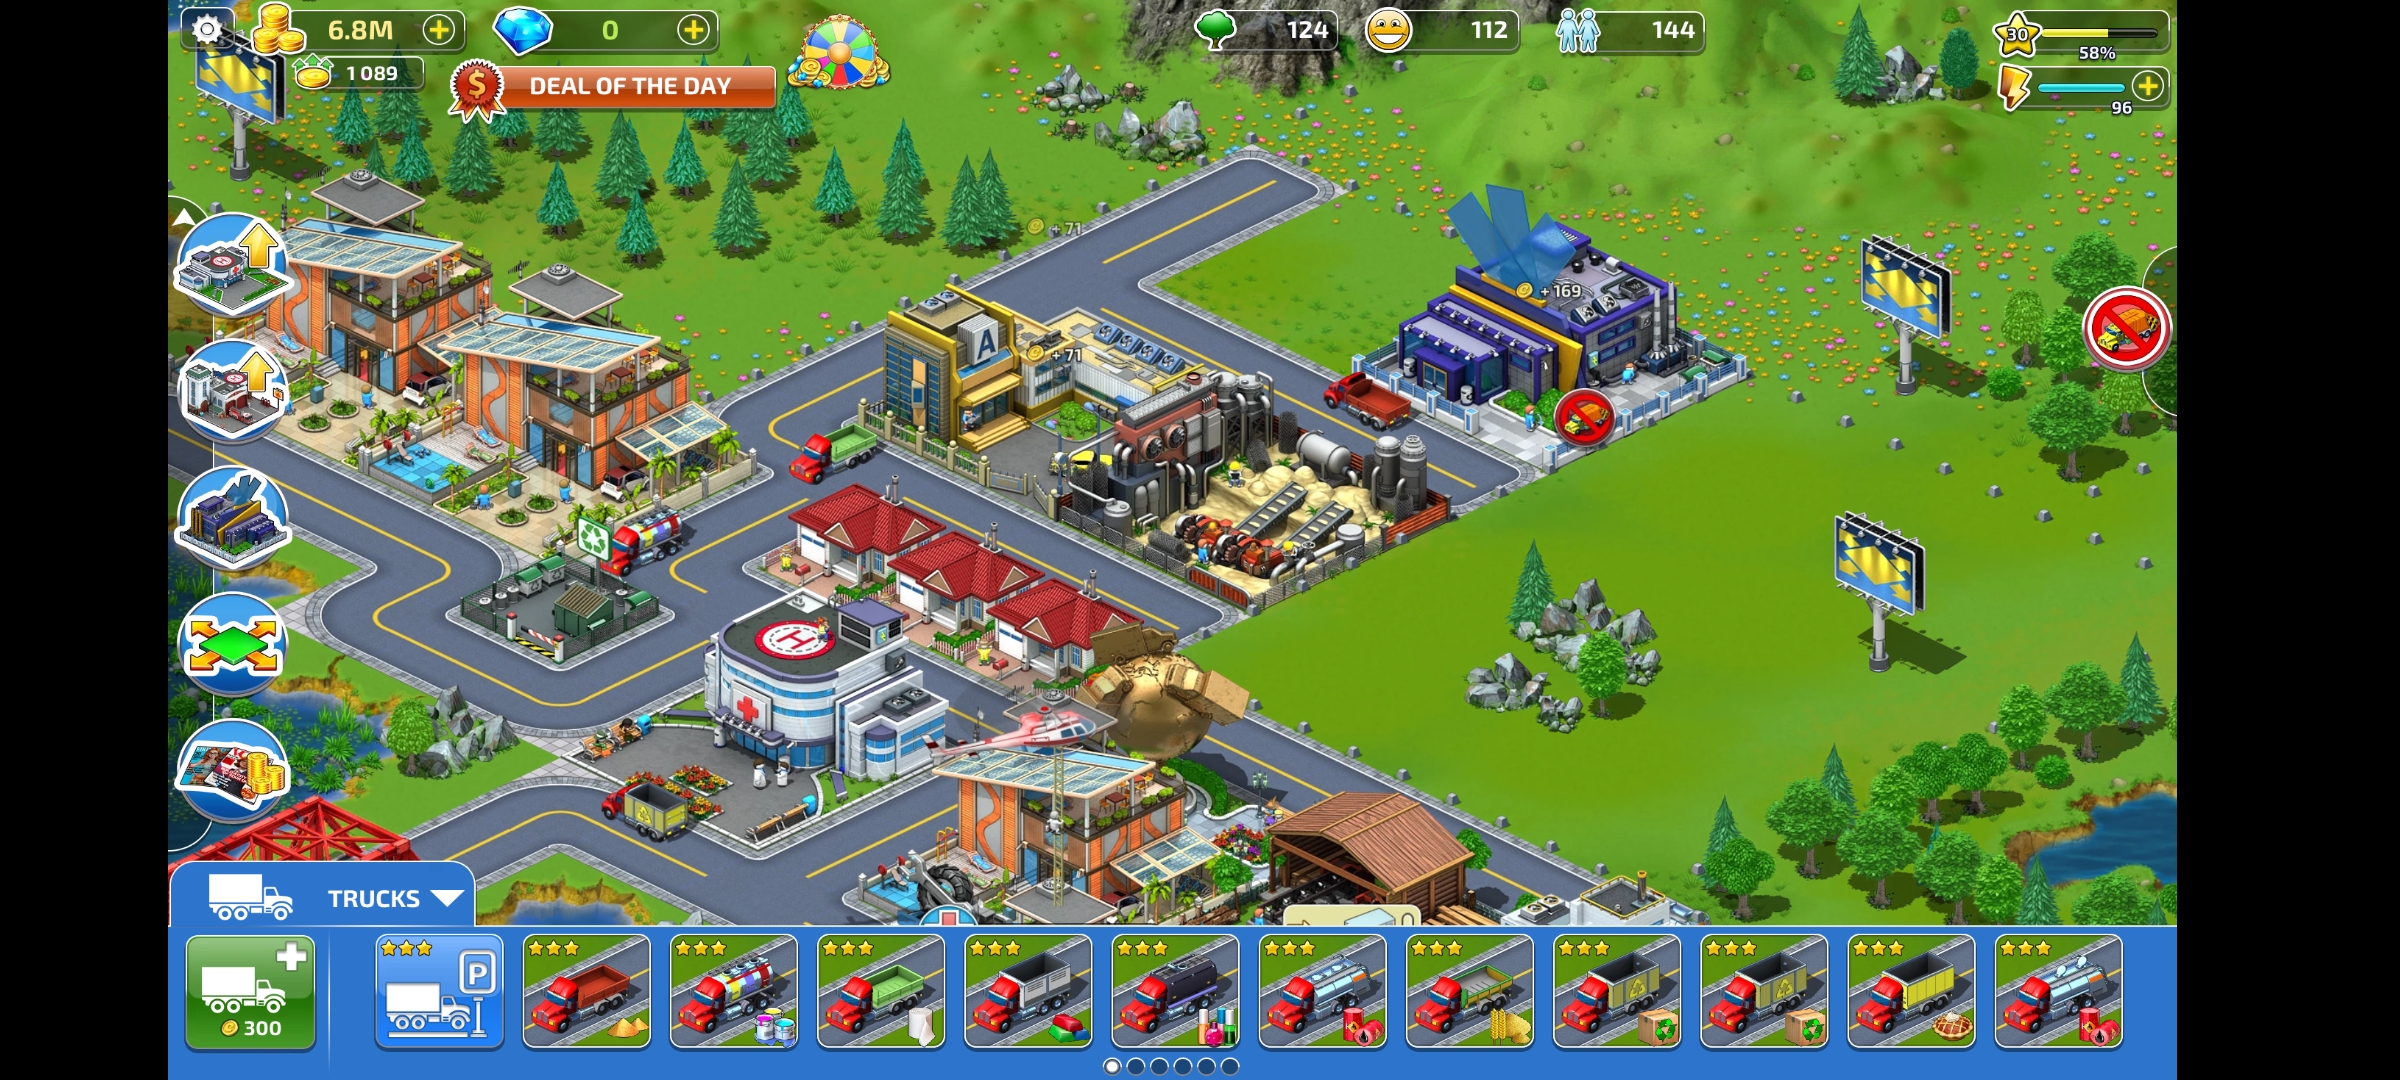 6.8M
0
124
112
144
30
58%
1 089
DEAL OF THE DAY
96
+71
+169
+71
A
H
TRUCKS
P
300